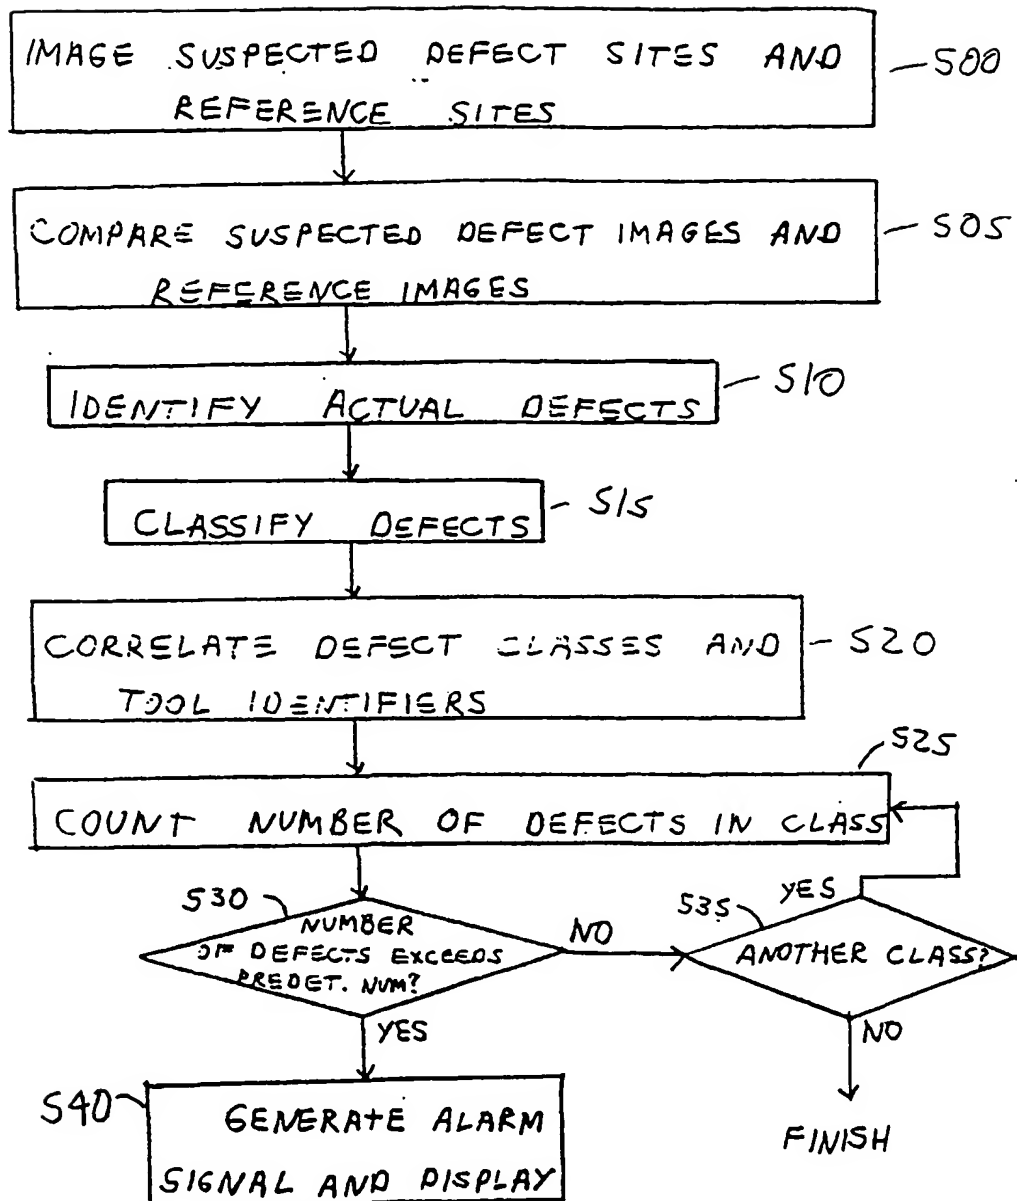 IMAGE SUSPECTED DEFECT SITES AND
REFERENCE SITES
500
COMPARE SUSPECTED DEFECT IMAGES AND
REFERENCE IMAGES
505
IDENTIFY ACTUAL DEFECTS
510
CLASSIFY DEFECTS
515
CORRELATE DEFECT CLASSES AND
TOOL IDENTIFIERS
520
525
COUNT NUMBER OF DEFECTS IN CLASS
530
NUMBER
OF DEFECTS EXCEEDS
PREDET. NUM?
NO
YES
535
YES
ANOTHER CLASS?
NO
FINISH
540
GENERATE ALARM
SIGNAL AND DISPLAY